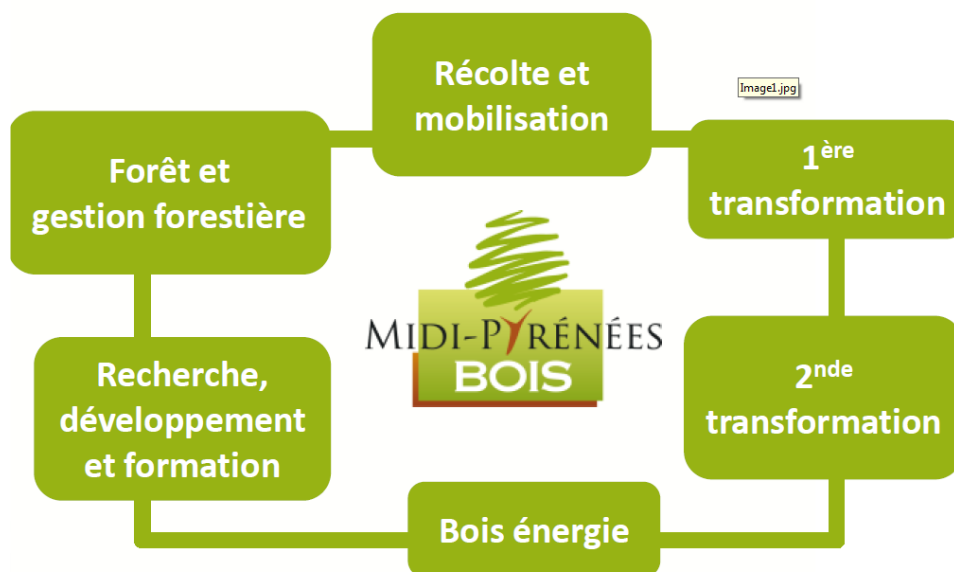 Récolte et
mobilisation
Image1.jpg
1ère
transformation
Forêt et
gestion forestière
MIDI-PYRÉNÉES
BOIS
Recherche,
développement
et formation
2nde
transformation
Bois énergie